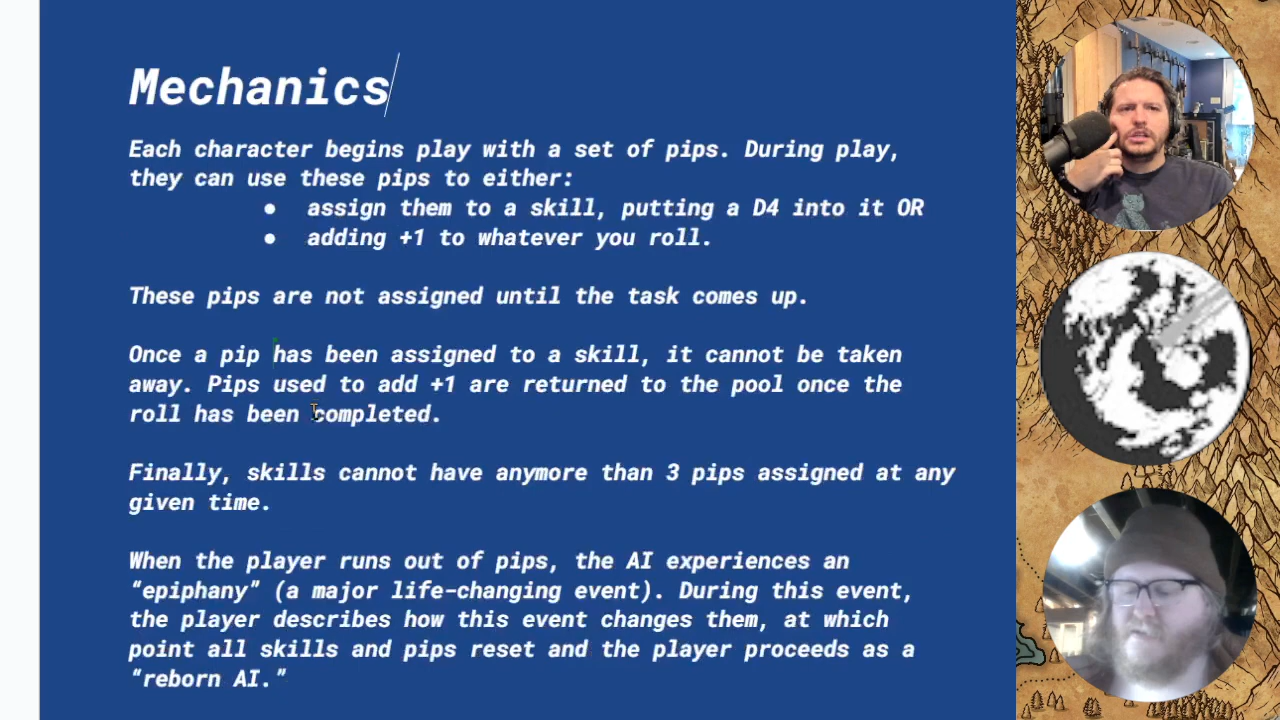 Mechanics
Each character begins play with a set of pips. During play,
they can use these pips to either:
● assign them to a skill, putting a D4 into it OR
● adding +1 to whatever you roll.
These pips are not assigned until the task comes up.
Once a pip has been assigned to a skill, it cannot be taken
away. Pips used to add +1 are returned to the pool once the
roll has been completed.
Finally, skills cannot have anymore than 3 pips assigned at any
given time.
When the player runs out of pips, the AI experiences an
“epiphany” (a major life-changing event). During this event,
the player describes how this event changes them, at which
point all skills and pips reset and the player proceeds as a
“reborn AI.”